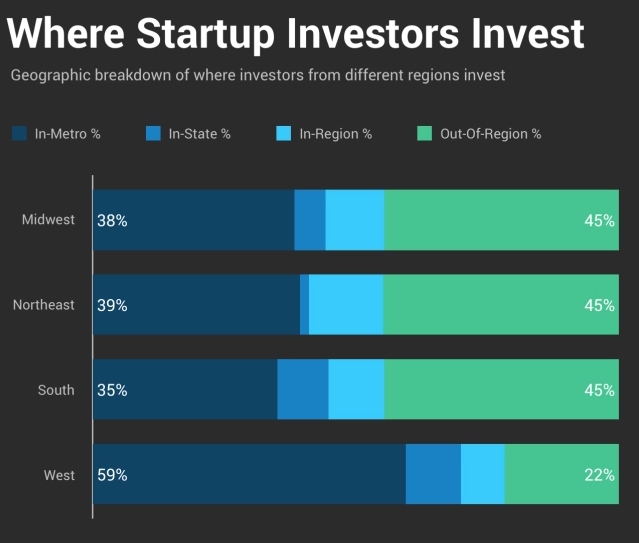 Where Startup Investors Invest
Geographic breakdown of where investors from different regions invest
In-Metro % In-State % In-Region % Out-Of-Region %
Midwest 38% 45%
Northeast 39% 45%
South 35% 45%
West 59% 22%